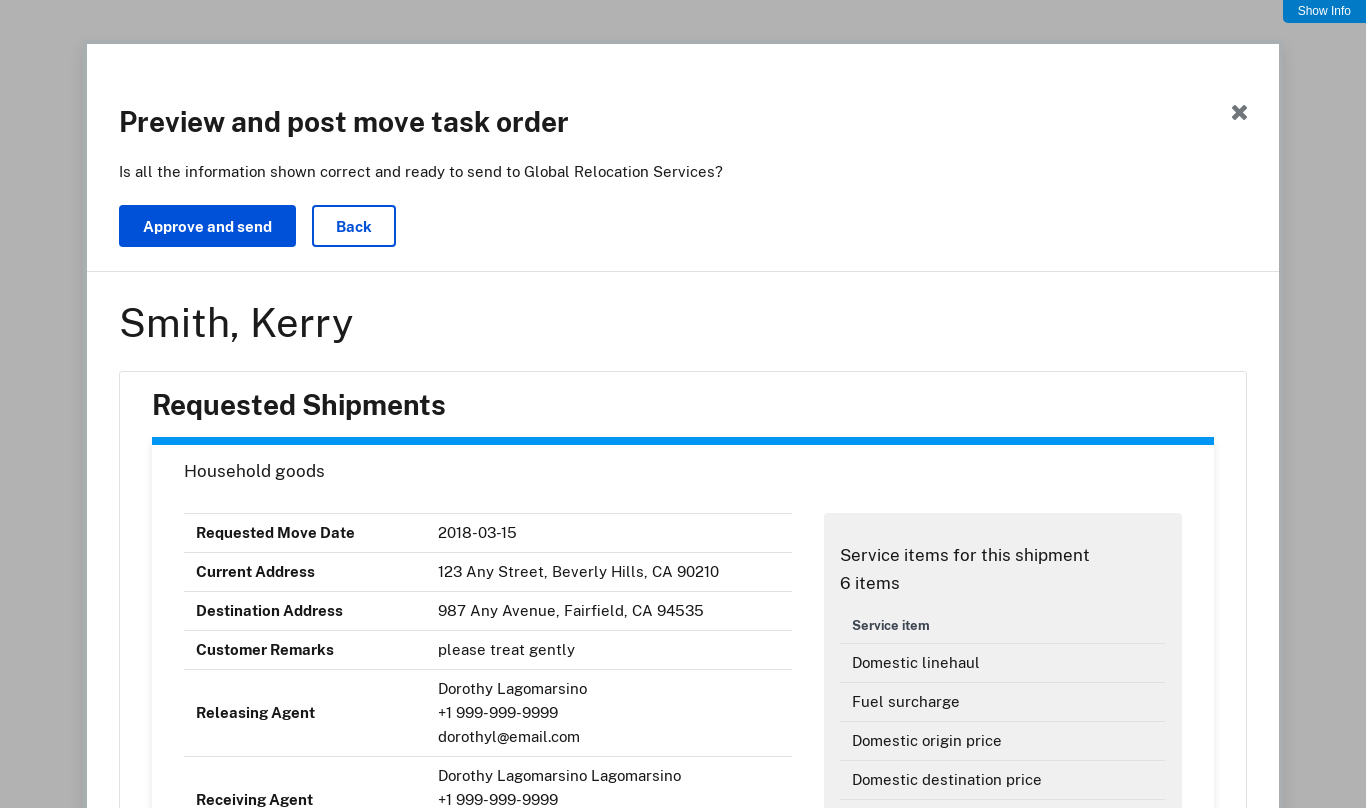 Show Info
Preview and post move task order
Is all the information shown correct and ready to send to Global Relocation Services?
Approve and send
Back
Smith, Kerry
Requested Shipments
Household goods
Requested Move Date 2018-03-15
Current Address 123 Any Street, Beverly Hills, CA 90210
Destination Address 987 Any Avenue, Fairfield, CA 94535
Customer Remarks please treat gently
Releasing Agent
Dorothy Lagomarsino
+1 999-999-9999
dorothyl@email.com
Receiving Agent
Dorothy Lagomarsino Lagomarsino
+1 999-999-9999
Service items for this shipment
6 items
Service item
Domestic linehaul
Fuel surcharge
Domestic origin price
Domestic destination price